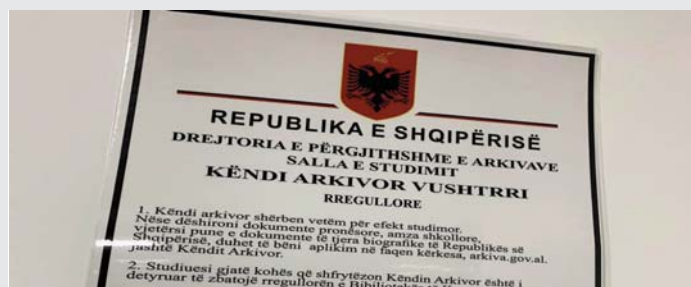 REPUBLIKA E SHQIPËRISË
DREJTORIA E PËRGJITHSHME E ARKIVAVE
SALLA E STUDIMIT
KËNDI ARKIVOR VUSHTRRI
RREGULLORE
1. Këndi arkivor shërben vetëm për efekt studimor.
Nëse dëshironi dokumente pronësore, amza shkollore,
vjetërsi pune e dokumente të tjera biografike të Republikës së
Shqipërisë, duhet të bëni aplikim në faqen kërkesa, arkiva.gov.al.
jashtë Këndit Arkivor.
2. Studiuesi gjatë kohës që shfrytëzon Këndin Arkivor është i
detyruar të zbatojë rregulloren e Bibliotekës